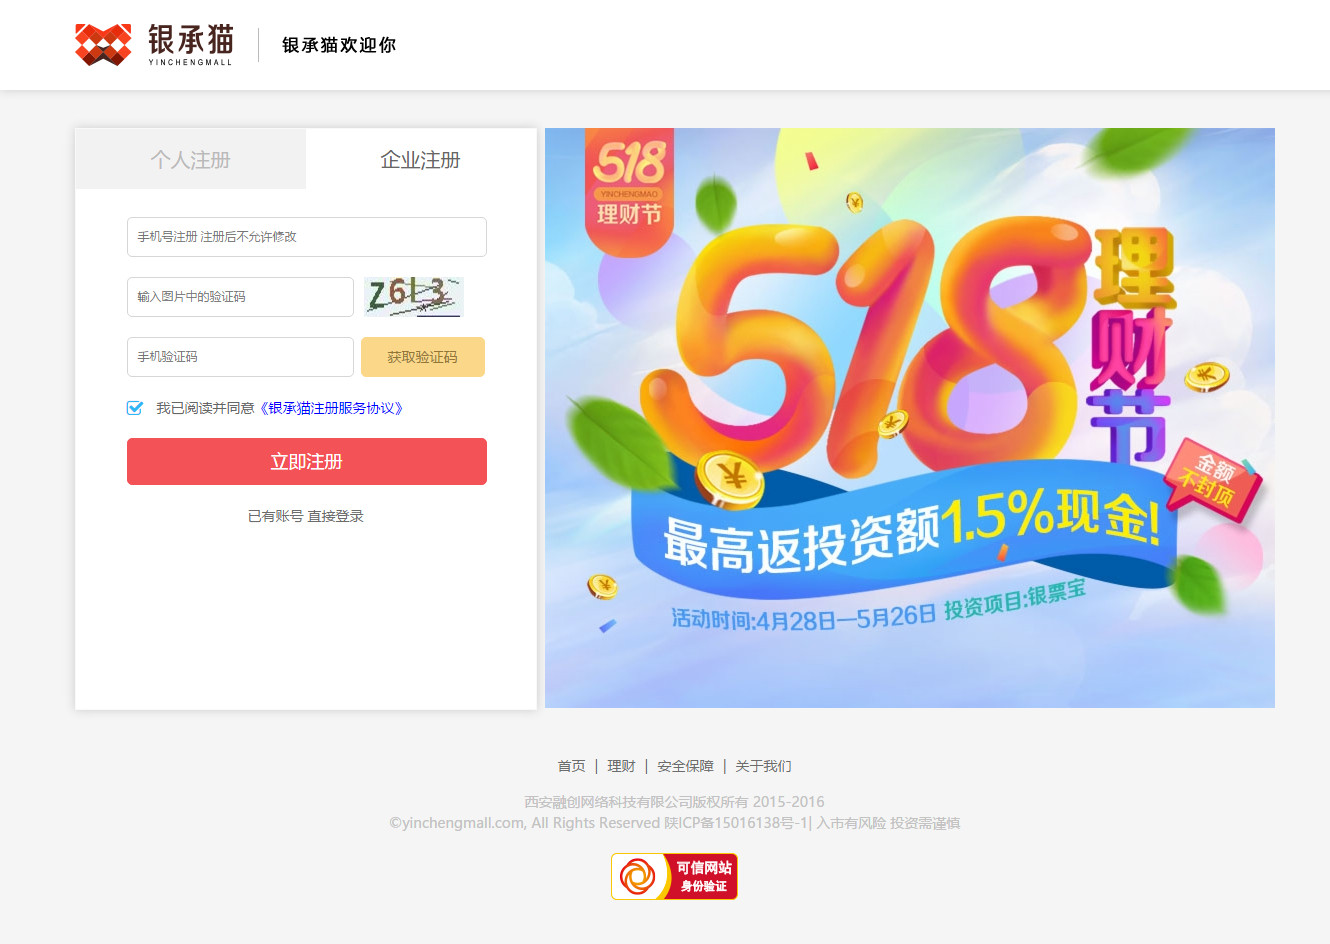 银承猫
YINCHENGMALL
银承猫欢迎你
个人注册
企业注册
手机号注册 注册后不允许修改
输入图片中的验证码
Z6L3
手机验证码
获取验证码
我已阅读并同意《银承猫注册服务协议》
立即注册
已有账号 直接登录
518
YINCHENGMAO
理财节
518
理财节
金额
不封顶
最高返投资额1.5%现金!
活动时间:4月28日—5月26日 投资项目:银票宝
首页 | 理财 | 安全保障 | 关于我们
西安融创网络科技有限公司版权所有 2015-2016
©yinchengmall.com, All Rights Reserved 陕ICP备15016138号-1| 入市有风险 投资需谨慎
可信网站
身份验证